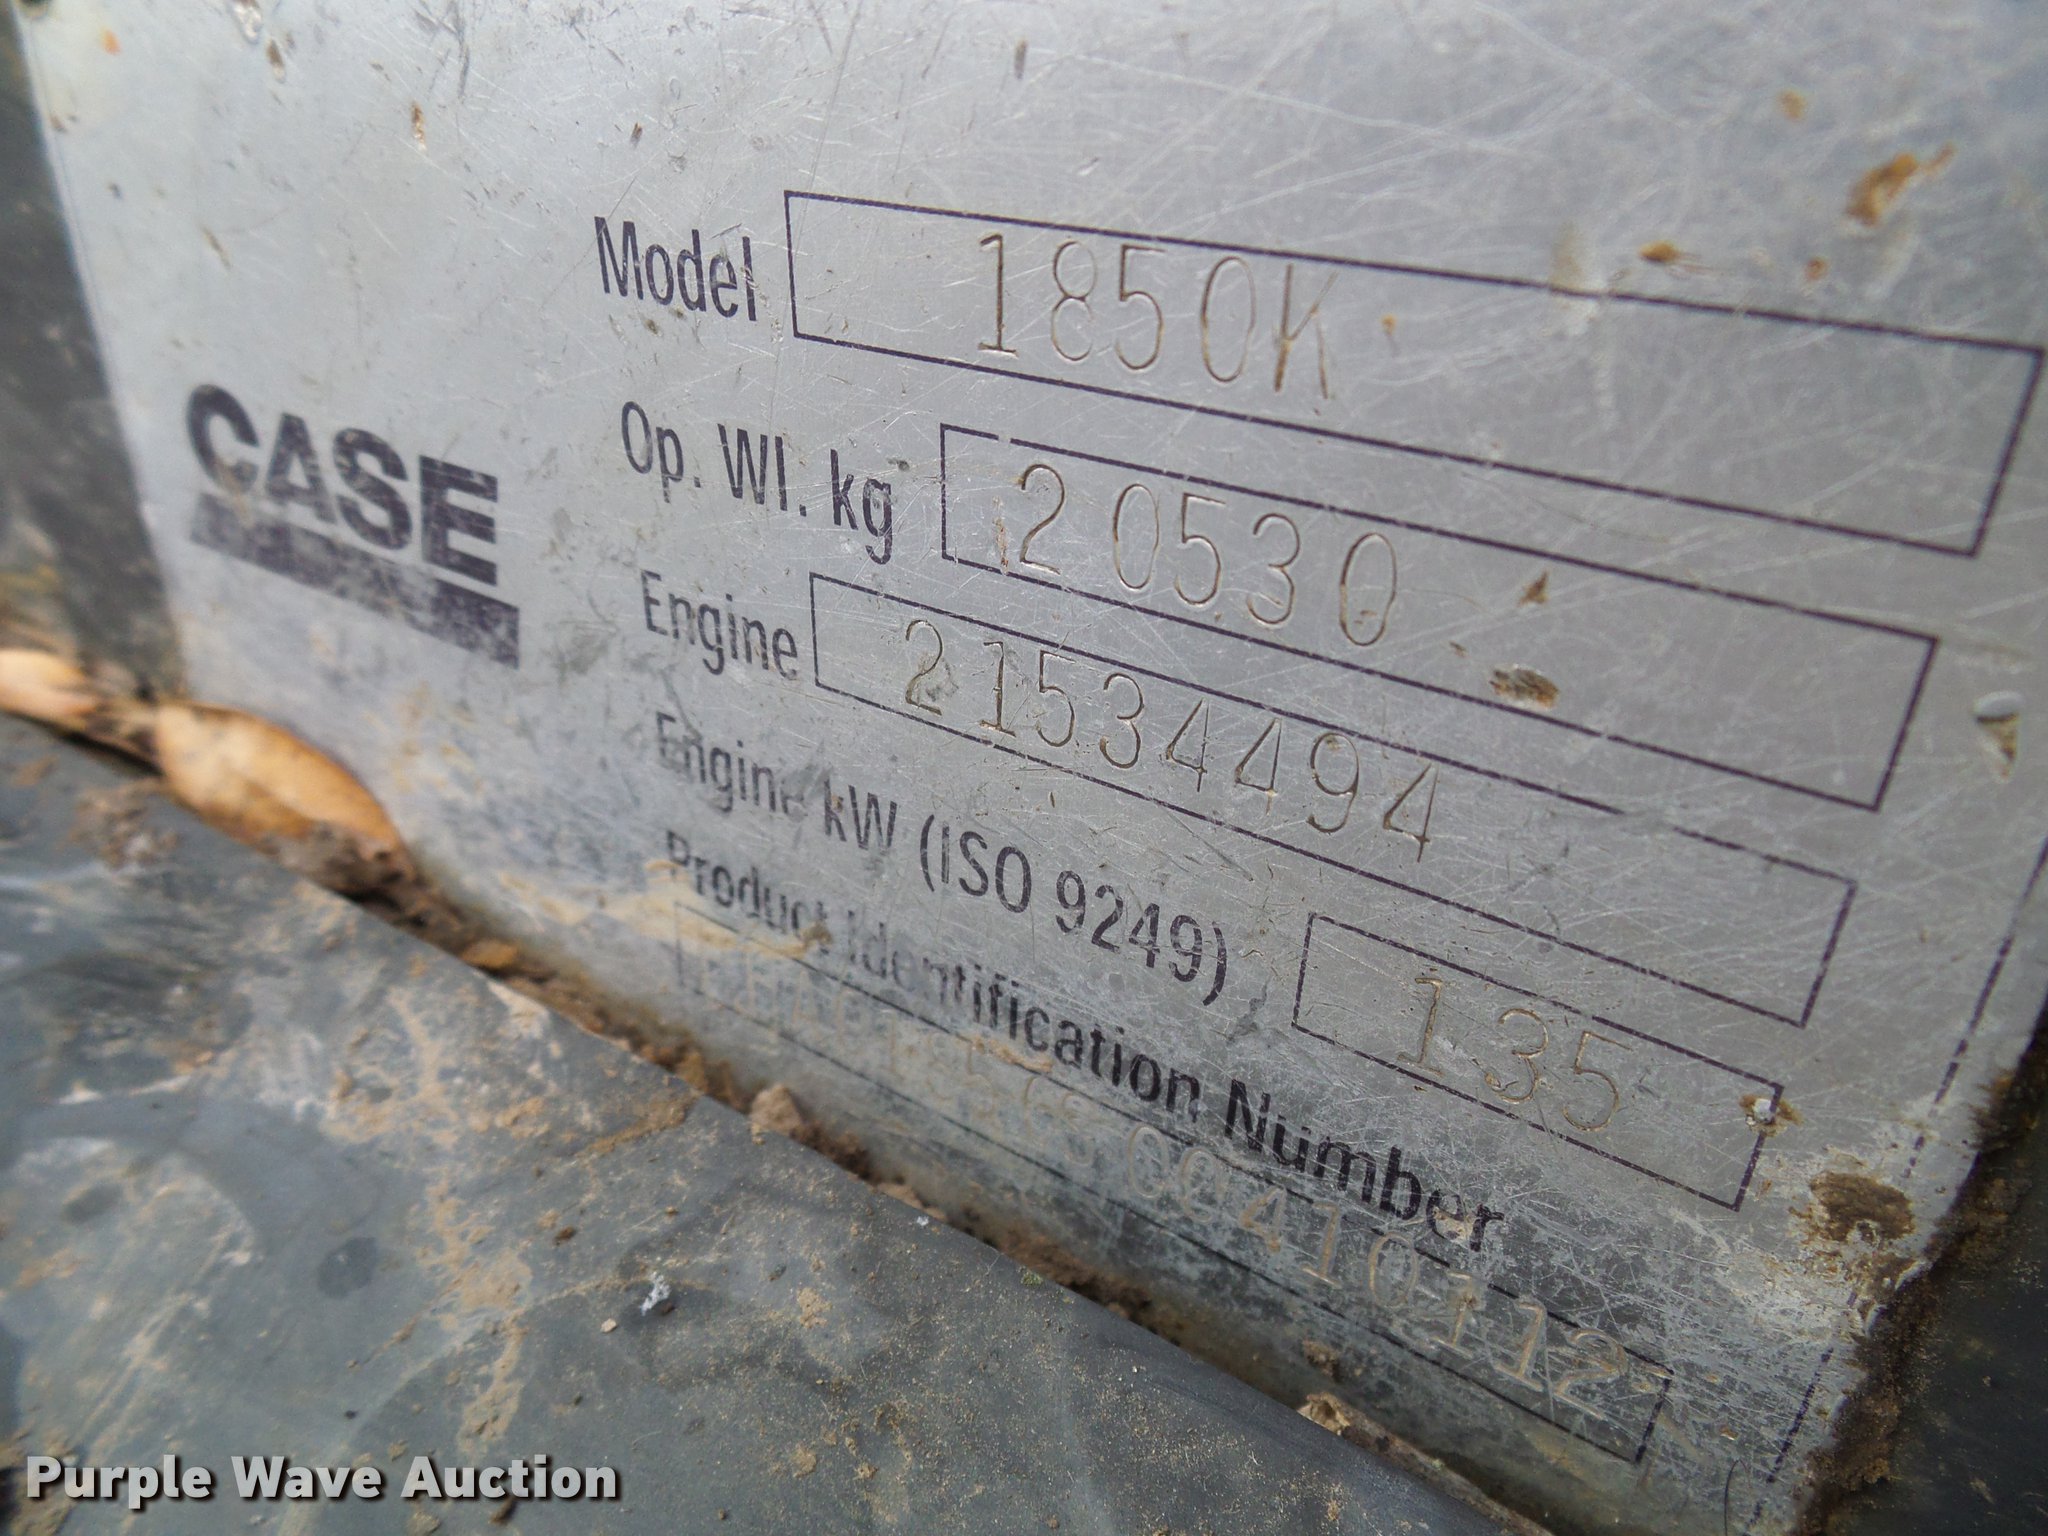 Model 1850K
CASE
Op. Wl. kg 20530
Engine 21534494
Engine kW (ISO 9249) 135
Product Identification Number
Purple Wave Auction